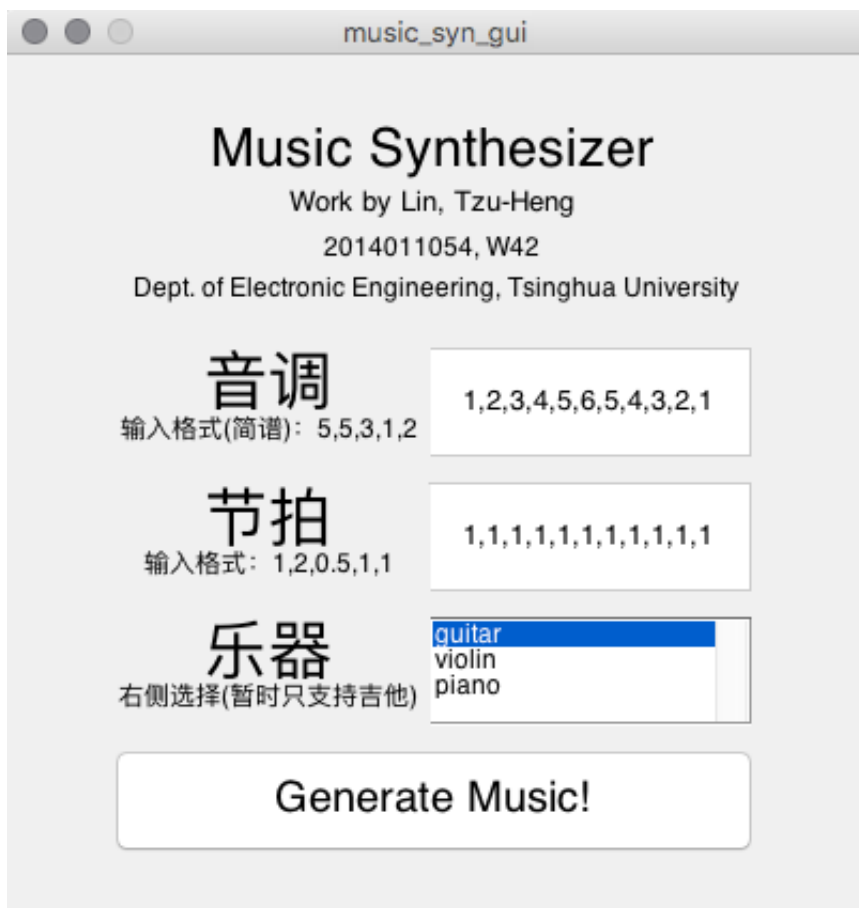 music_syn_gui
Music Synthesizer
Work by Lin, Tzu-Heng
2014011054, W42
Dept. of Electronic Engineering, Tsinghua University
音调
输入格式(简谱)：5,5,3,1,2
1,2,3,4,5,6,5,4,3,2,1
节拍
输入格式：1,2,0.5,1,1
1,1,1,1,1,1,1,1,1,1,1
乐器
右侧选择(暂时只支持吉他)
guitar
violin
piano
Generate Music!